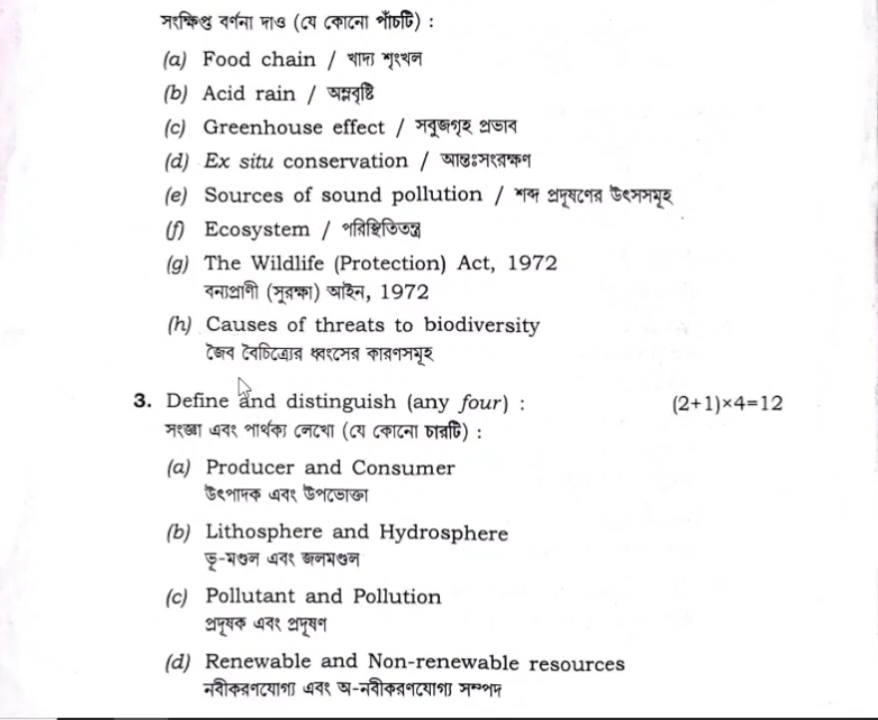 সংক্ষিপ্ত বৰ্ণনা দাও (যে কোনো পাঁচটি) :
(a) Food chain / খাদ্য শৃংখল
(b) Acid rain / অম্লবৃষ্টি
(c) Greenhouse effect / সবুজগৃহ প্রভাব
(d) Ex situ conservation / আন্তঃসংরক্ষণ
(e) Sources of sound pollution / শব্দ প্রদূষণের উৎসসমূহ
(f) Ecosystem / পরিস্থিতিতন্ত্র
(g) The Wildlife (Protection) Act, 1972
বন্যপ্রাণী (সুরক্ষা) আইন, 1972
(h) Causes of threats to biodiversity
জৈব বৈচিত্র্যের ধ্বংসের কারণসমূহ
3. Define and distinguish (any four) : (2+1)×4=12
সংজ্ঞা এবং পার্থক্য লেখো (যে কোনো চারটি) :
(a) Producer and Consumer
উৎপাদক এবং উপভোক্তা
(b) Lithosphere and Hydrosphere
ভূ-মণ্ডল এবং জলমণ্ডল
(c) Pollutant and Pollution
প্রদূষক এবং প্রদূষণ
(d) Renewable and Non-renewable resources
নবীকরণযোগ্য এবং অ-নবীকরণযোগ্য সম্পদ